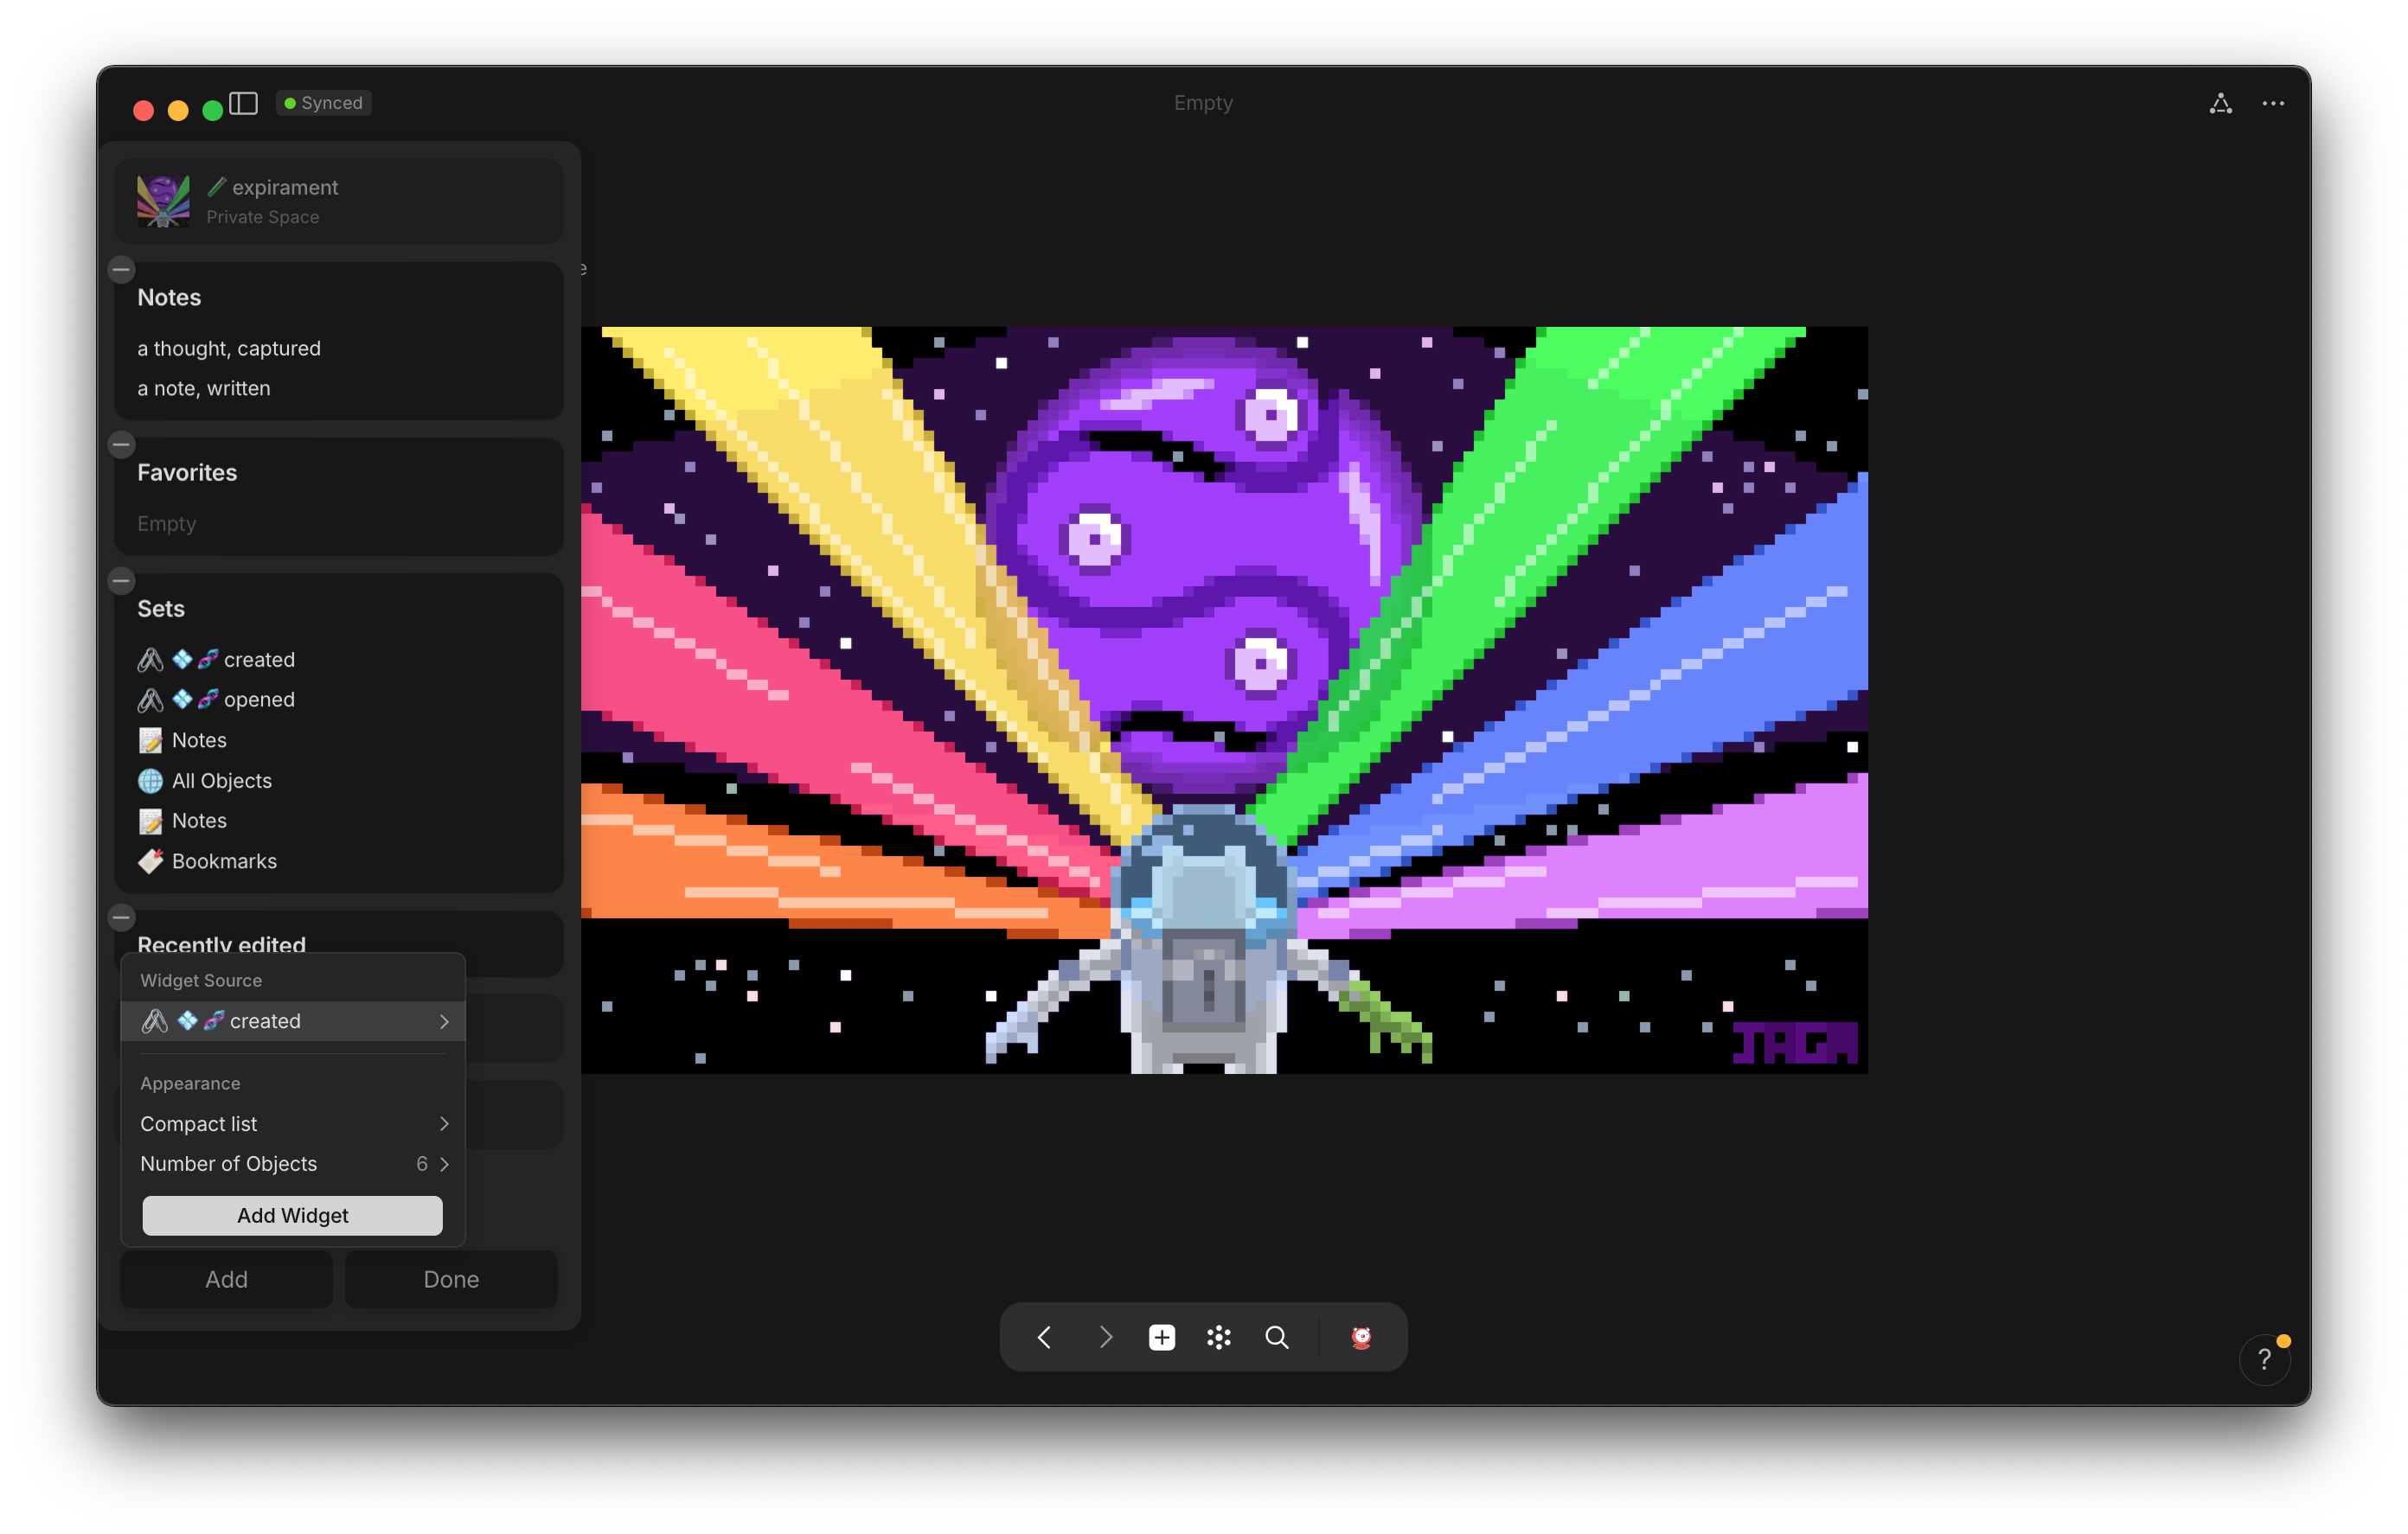 Synced
Empty
expirament
Private Space
Notes
a thought, captured
a note, written
Favorites
Empty
Sets
created
opened
Notes
All Objects
Notes
Bookmarks
Recently edited
Widget Source
created
Appearance
Compact list
Number of Objects 6
Add Widget
Add
Done
e
JAGA
?